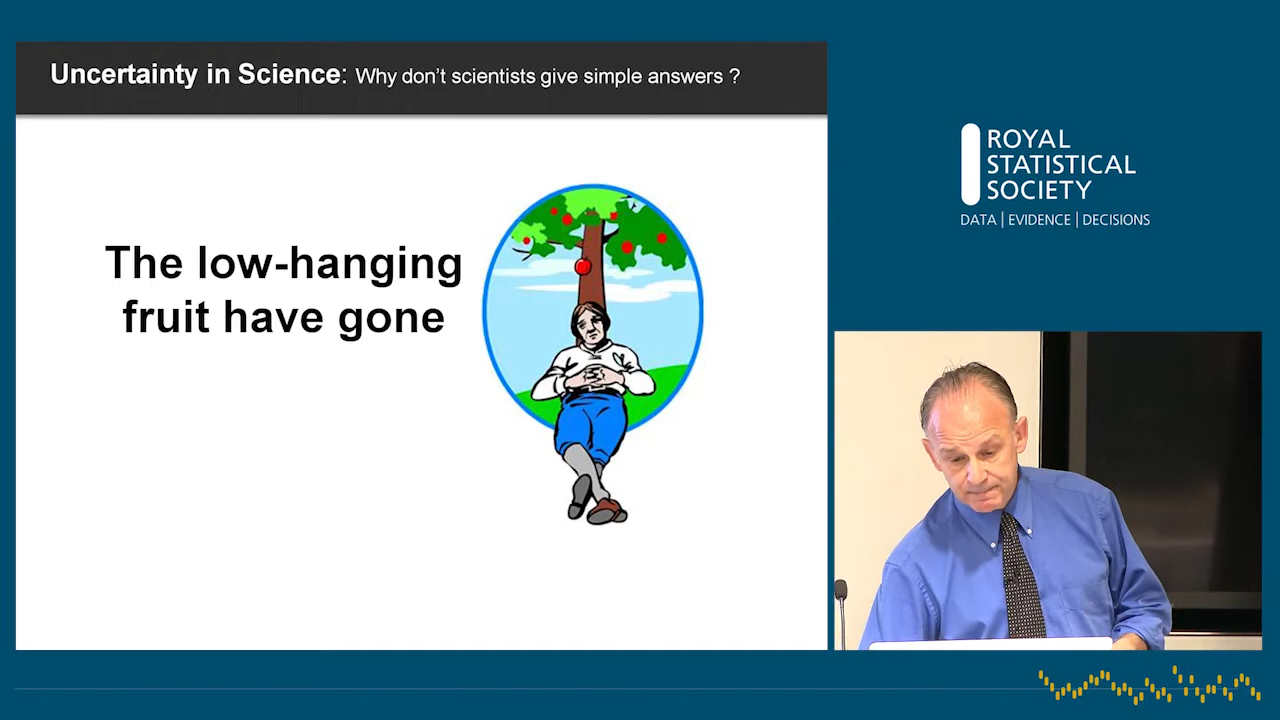 Uncertainty in Science: Why don't scientists give simple answers ?
The low-hanging
fruit have gone
ROYAL
STATISTICAL
SOCIETY
DATA | EVIDENCE | DECISIONS